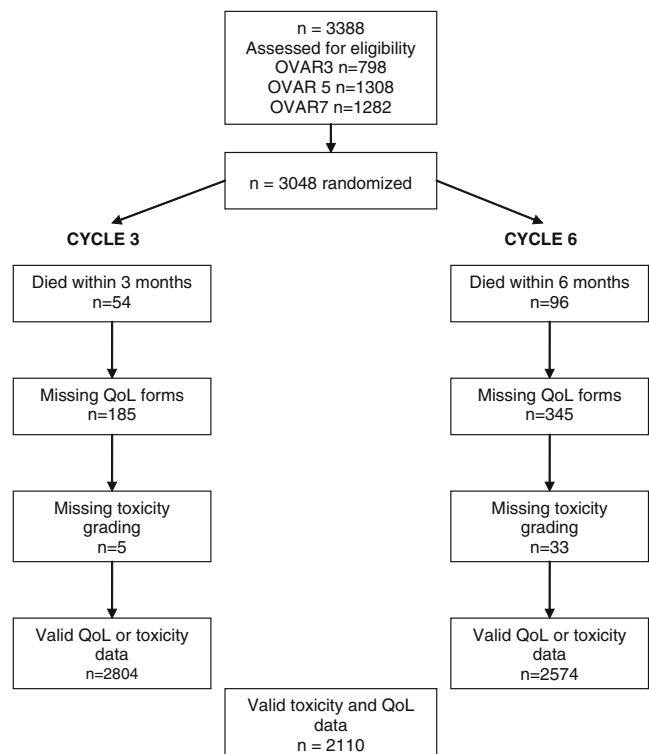 n = 3388
Assessed for eligibility
OVAR3 n=798
OVAR 5 n=1308
OVAR7 n=1282
n = 3048 randomized
CYCLE 3
Died within 3 months
n=54
Missing QoL forms
n=185
Missing toxicity
grading
n=5
Valid QoL or toxicity
data
n=2804
CYCLE 6
Died within 6 months
n=96
Missing QoL forms
n=345
Missing toxicity
grading
n=33
Valid QoL or toxicity
data
n=2574
Valid toxicity and QoL
data
n = 2110